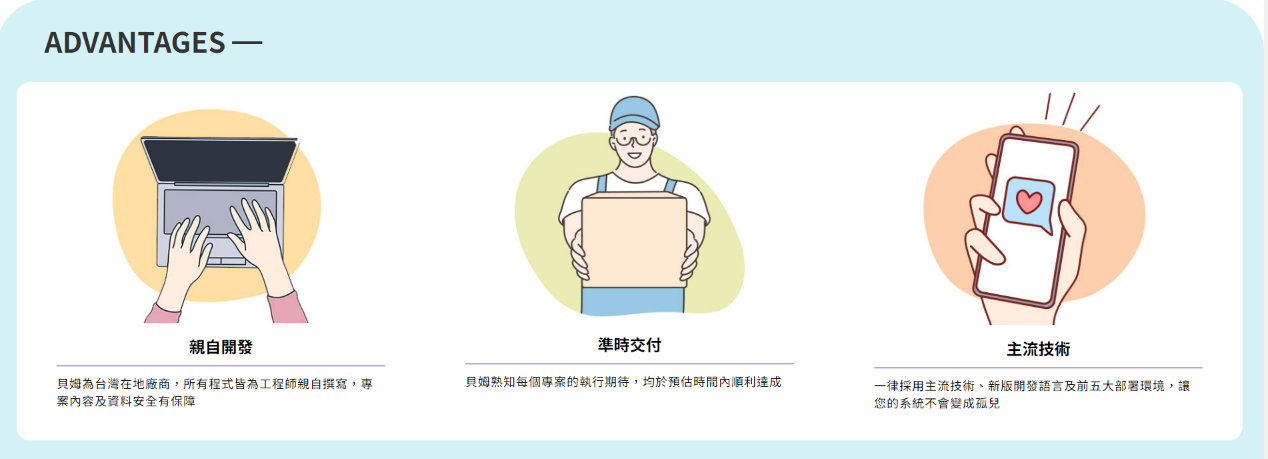 ADVANTAGES —
親自開發
貝姆為台灣在地廠商，所有程式皆為工程師親自撰寫，專
案內容及資料安全有保障
準時交付
貝姆熟知每個專案的執行期待，均於預估時間內順利達成
主流技術
一律採用主流技術、新版開發語言及前五大部署環境，讓
您的系統不會變成孤兒